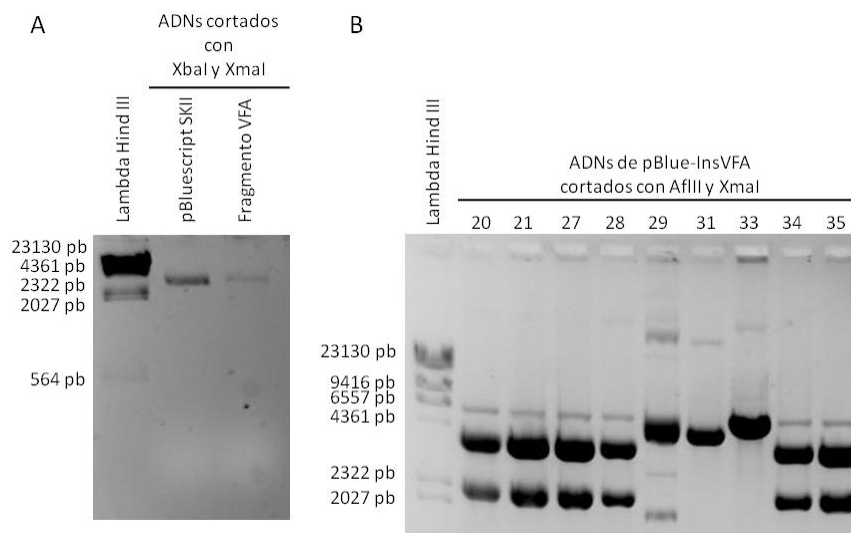 A
ADNs cortados
con
XbaI y XmaI
Lambda Hind III
pBluescript SKII
Fragmento VFA
23130 pb
4361 pb
2322 pb
2027 pb
564 pb
B
Lambda Hind III
ADNs de pBlue-InsVFA
cortados con AflII y XmaI
20 21 27 28 29 31 33 34 35
23130 pb
9416 pb
6557 pb
4361 pb
2322 pb
2027 pb